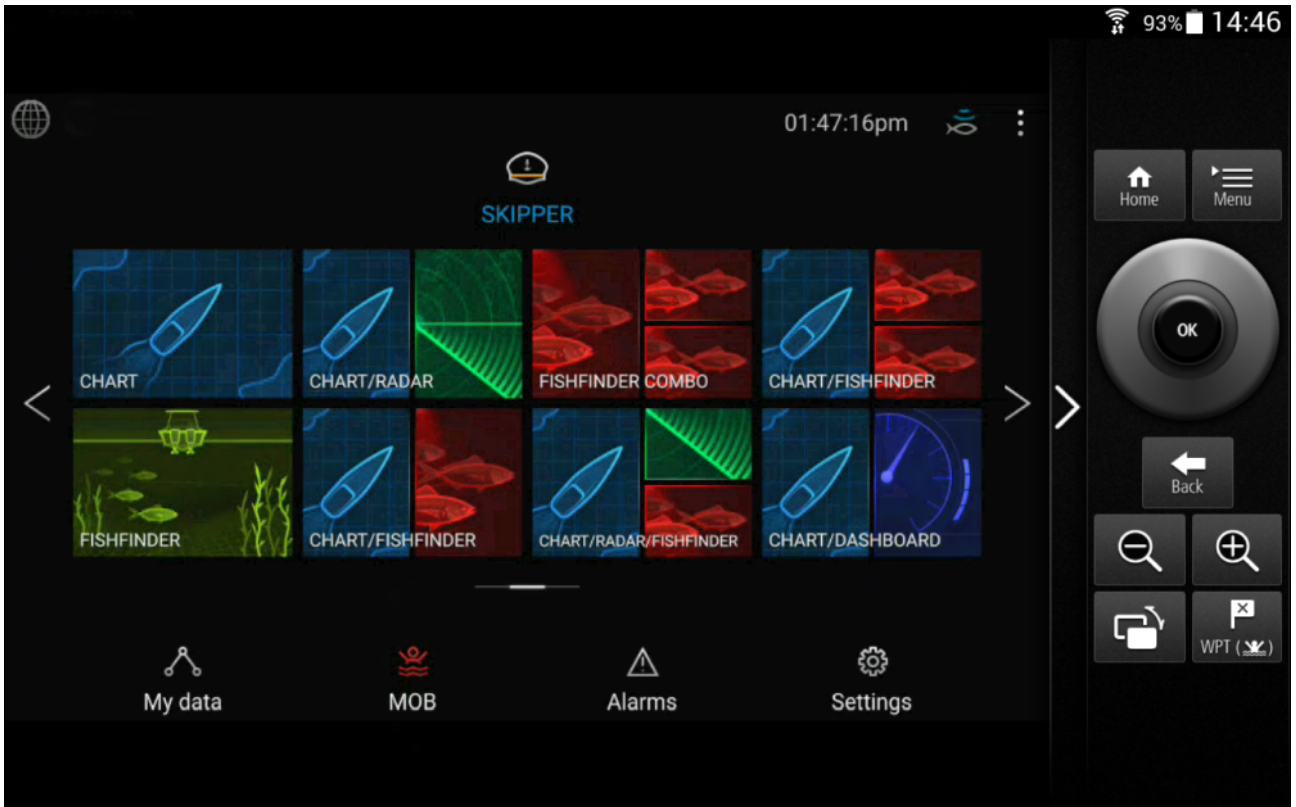 93% 14:46
01:47:16pm
SKIPPER
CHART
CHART/RADAR
FISHFINDER COMBO
CHART/FISHFINDER
FISHFINDER
CHART/FISHFINDER
CHART/RADAR/FISHFINDER
CHART/DASHBOARD
My data
MOB
Alarms
Settings
Home
Menu
OK
Back
WPT ( )